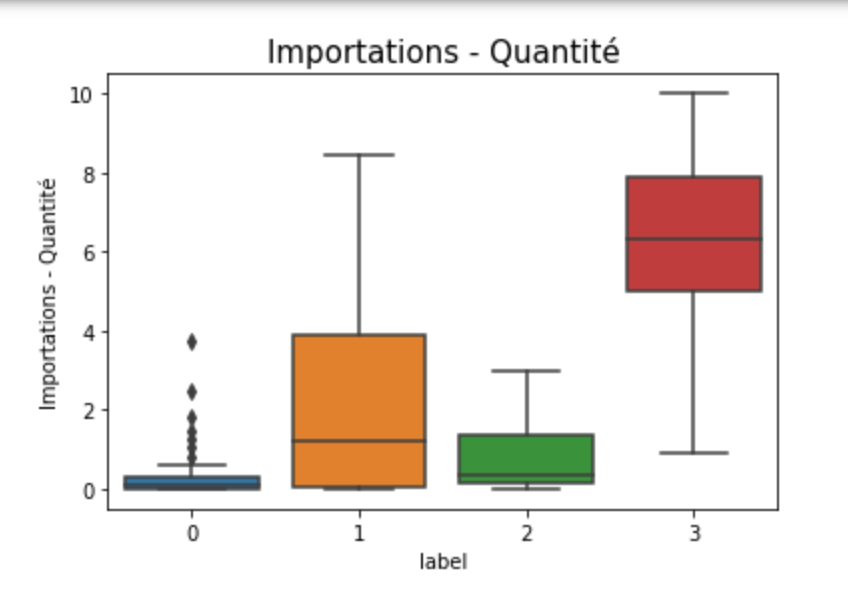 Importations - Quantité
Importations - Quantité
10
8
6
4
2
0
0 1 2 3
label